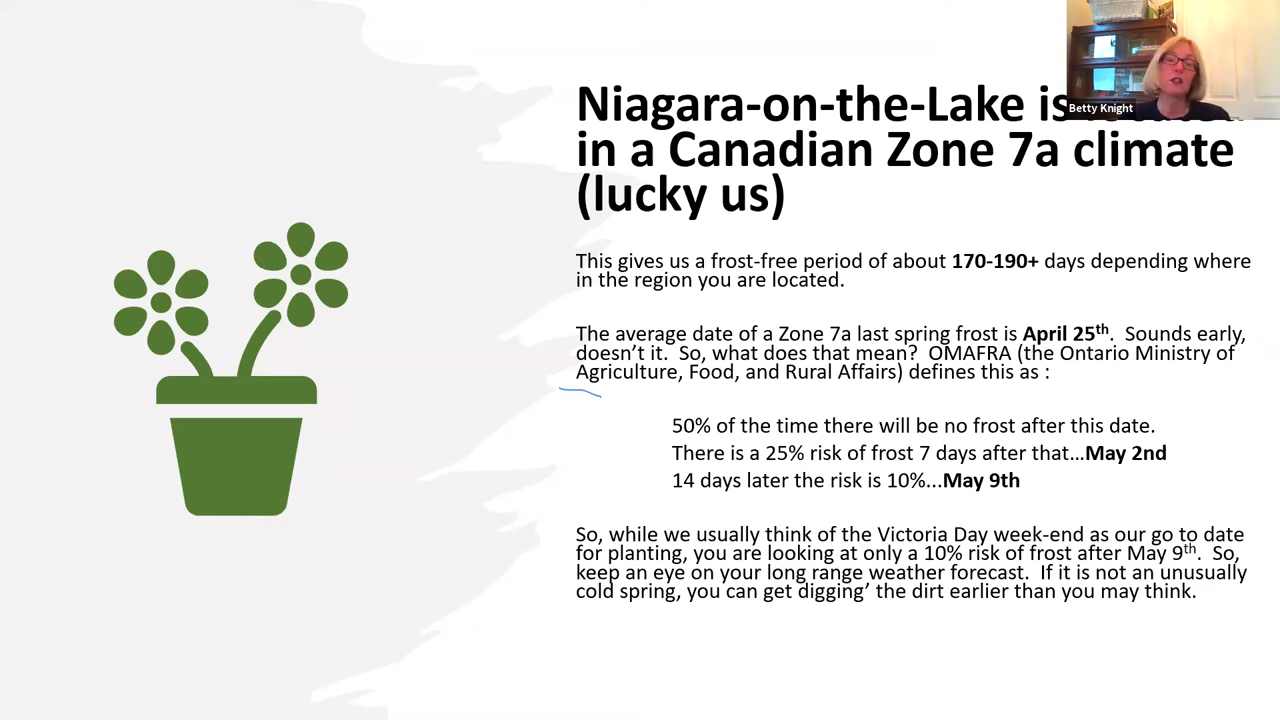 Betty Knight
Niagara-on-the-Lake is
in a Canadian Zone 7a climate
(lucky us)
This gives us a frost-free period of about 170-190+ days depending where
in the region you are located.
The average date of a Zone 7a last spring frost is April 25th. Sounds early,
doesn’t it. So, what does that mean? OMAFRA (the Ontario Ministry of
Agriculture, Food, and Rural Affairs) defines this as :
50% of the time there will be no frost after this date.
There is a 25% risk of frost 7 days after that…May 2nd
14 days later the risk is 10%...May 9th
So, while we usually think of the Victoria Day week-end as our go to date
for planting, you are looking at only a 10% risk of frost after May 9th. So,
keep an eye on your long range weather forecast. If it is not an unusually
cold spring, you can get digging’ the dirt earlier than you may think.